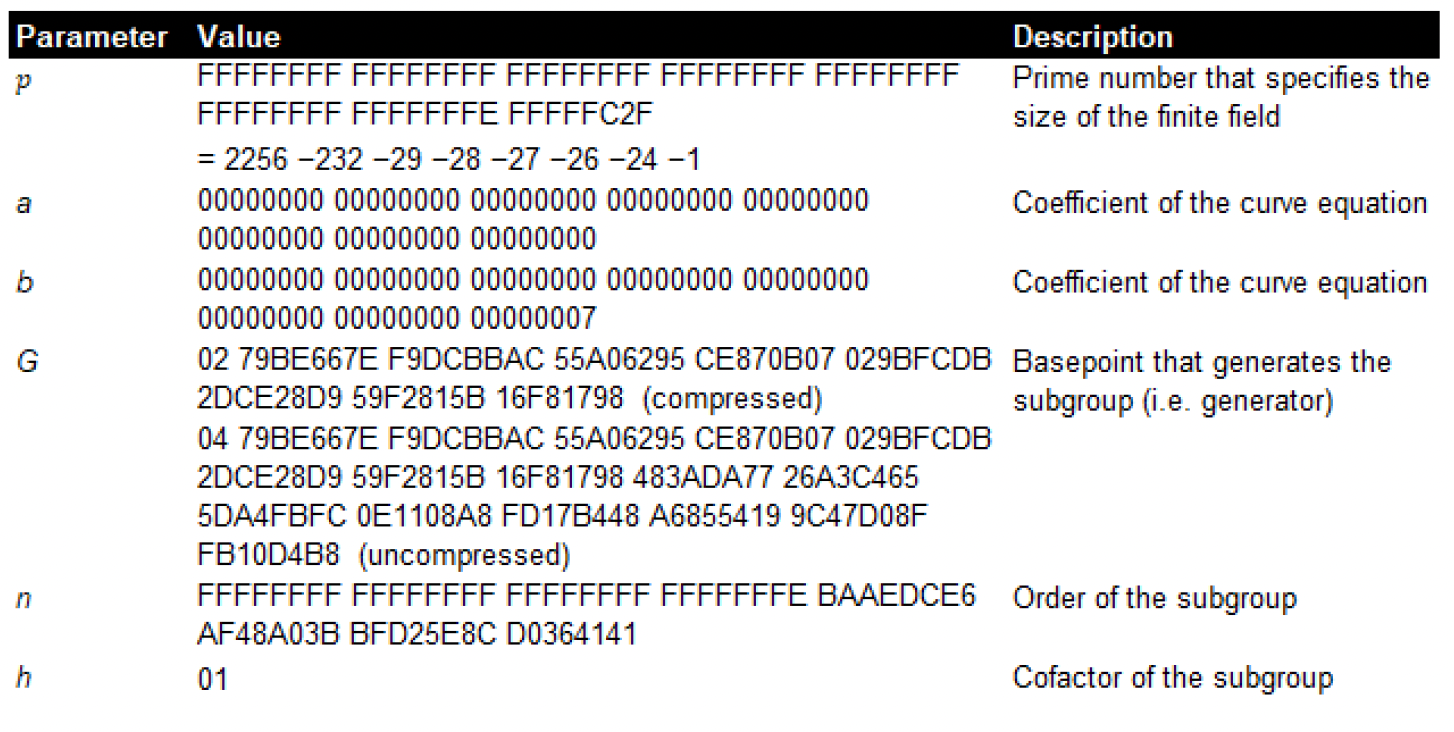 Parameter Value Description
p FFFFFFFF FFFFFFFF FFFFFFFF FFFFFFFF FFFFFFFF Prime number that specifies the
FFFFFFFF FFFFFFFE FFFFFC2F size of the finite field
= 2256 –232 –29 –28 –27 –26 –24 –1
a 00000000 00000000 00000000 00000000 00000000 Coefficient of the curve equation
00000000 00000000 00000000
b 00000000 00000000 00000000 00000000 00000000 Coefficient of the curve equation
00000000 00000000 00000007
G 02 79BE667E F9DCBBAC 55A06295 CE870B07 029BFCDB Basepoint that generates the
2DCE28D9 59F2815B 16F81798 (compressed) subgroup (i.e. generator)
04 79BE667E F9DCBBAC 55A06295 CE870B07 029BFCDB
2DCE28D9 59F2815B 16F81798 483ADA77 26A3C465
5DA4FBFC 0E1108A8 FD17B448 A6855419 9C47D08F
FB10D4B8 (uncompressed)
n FFFFFFFF FFFFFFFF FFFFFFFF FFFFFFFE BAAEDCE6 Order of the subgroup
AF48A03B BFD25E8C D0364141
h 01 Cofactor of the subgroup